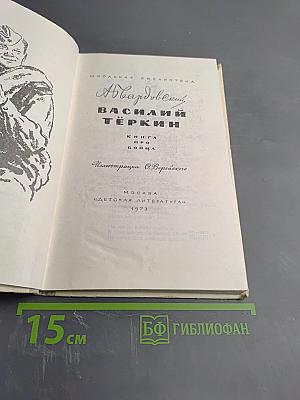 ШКОЛЬНАЯ БИБЛИОТЕКА
А.Твардовский
ВАСИЛИЙ
ТЁРКИН
КНИГА
ПРО
БОЙЦА
Иллюстрации О.Верейского
МОСКВА
«ДЕТСКАЯ ЛИТЕРАТУРА»
1973
15 см
БФ ГИБЛИОФАН